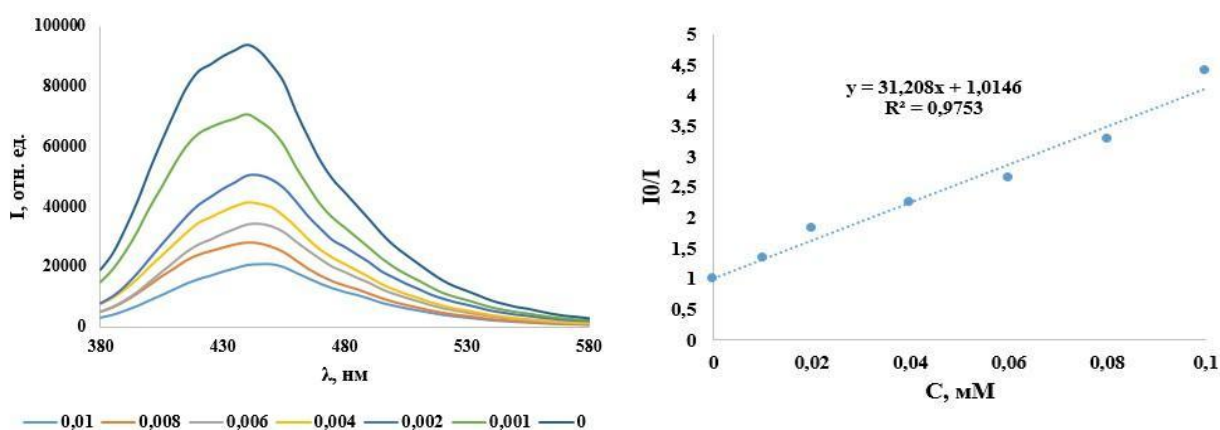 100000
80000
60000
40000
20000
0
I, отн. ед.
380 430 480 530 580
λ, нм
0,01 0,008 0,006 0,004 0,002 0,001 0
5
4,5
4
3,5
3
2,5
2
1,5
1
0,5
0
I0/I
y = 31,208x + 1,0146
R² = 0,9753
0 0,02 0,04 0,06 0,08 0,1
C, мМ